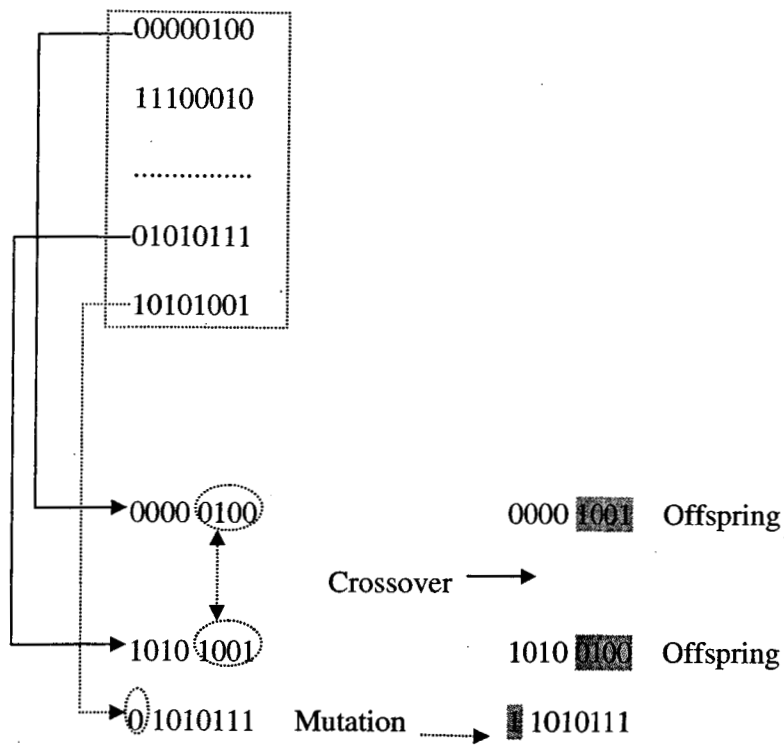 00000100
11100010
...............
01010111
10101001
0000 0100
0000 1001 Offspring
Crossover
1010 1001
1010 0100 Offspring
0 1010111 Mutation 1 1010111